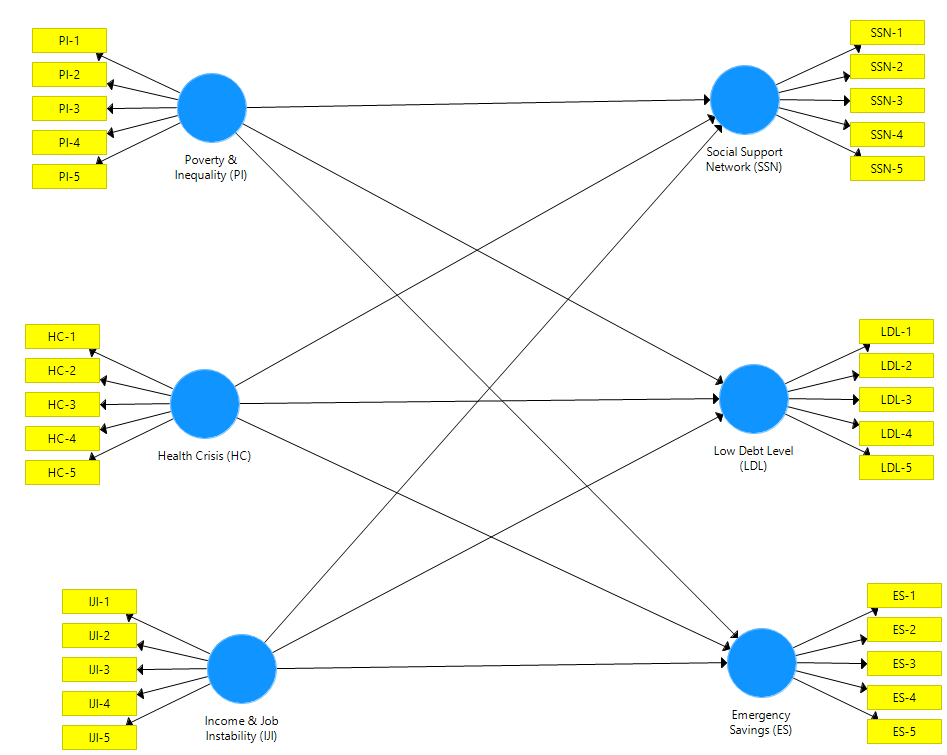 PI-1
PI-2
PI-3
PI-4
PI-5
Poverty &
Inequality (PI)
SSN-1
SSN-2
SSN-3
SSN-4
SSN-5
Social Support
Network (SSN)
HC-1
HC-2
HC-3
HC-4
HC-5
Health Crisis (HC)
LDL-1
LDL-2
LDL-3
LDL-4
LDL-5
Low Debt Level
(LDL)
IJI-1
IJI-2
IJI-3
IJI-4
IJI-5
Income & Job
Instability (IJI)
ES-1
ES-2
ES-3
ES-4
ES-5
Emergency
Savings (ES)